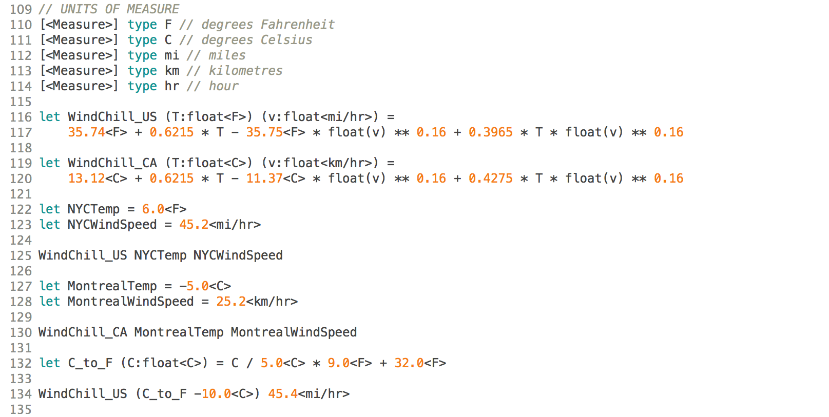 109 // UNITS OF MEASURE
110 [<Measure>] type F // degrees Fahrenheit
111 [<Measure>] type C // degrees Celsius
112 [<Measure>] type mi // miles
113 [<Measure>] type km // kilometres
114 [<Measure>] type hr // hour
115
116 let WindChill_US (T:float<F>) (v:float<mi/hr>) =
117     35.74<F> + 0.6215 * T - 35.75<F> * float(v) ** 0.16 + 0.3965 * T * float(v) ** 0.16
118
119 let WindChill_CA (T:float<C>) (v:float<km/hr>) =
120     13.12<C> + 0.6215 * T - 11.37<C> * float(v) ** 0.16 + 0.4275 * T * float(v) ** 0.16
121
122 let NYCTemp = 6.0<F>
123 let NYCWindSpeed = 45.2<mi/hr>
124
125 WindChill_US NYCTemp NYCWindSpeed
126
127 let MontrealTemp = -5.0<C>
128 let MontrealWindSpeed = 25.2<km/hr>
129
130 WindChill_CA MontrealTemp MontrealWindSpeed
131
132 let C_to_F (C:float<C>) = C / 5.0<C> * 9.0<F> + 32.0<F>
133
134 WindChill_US (C_to_F -10.0<C>) 45.4<mi/hr>
135